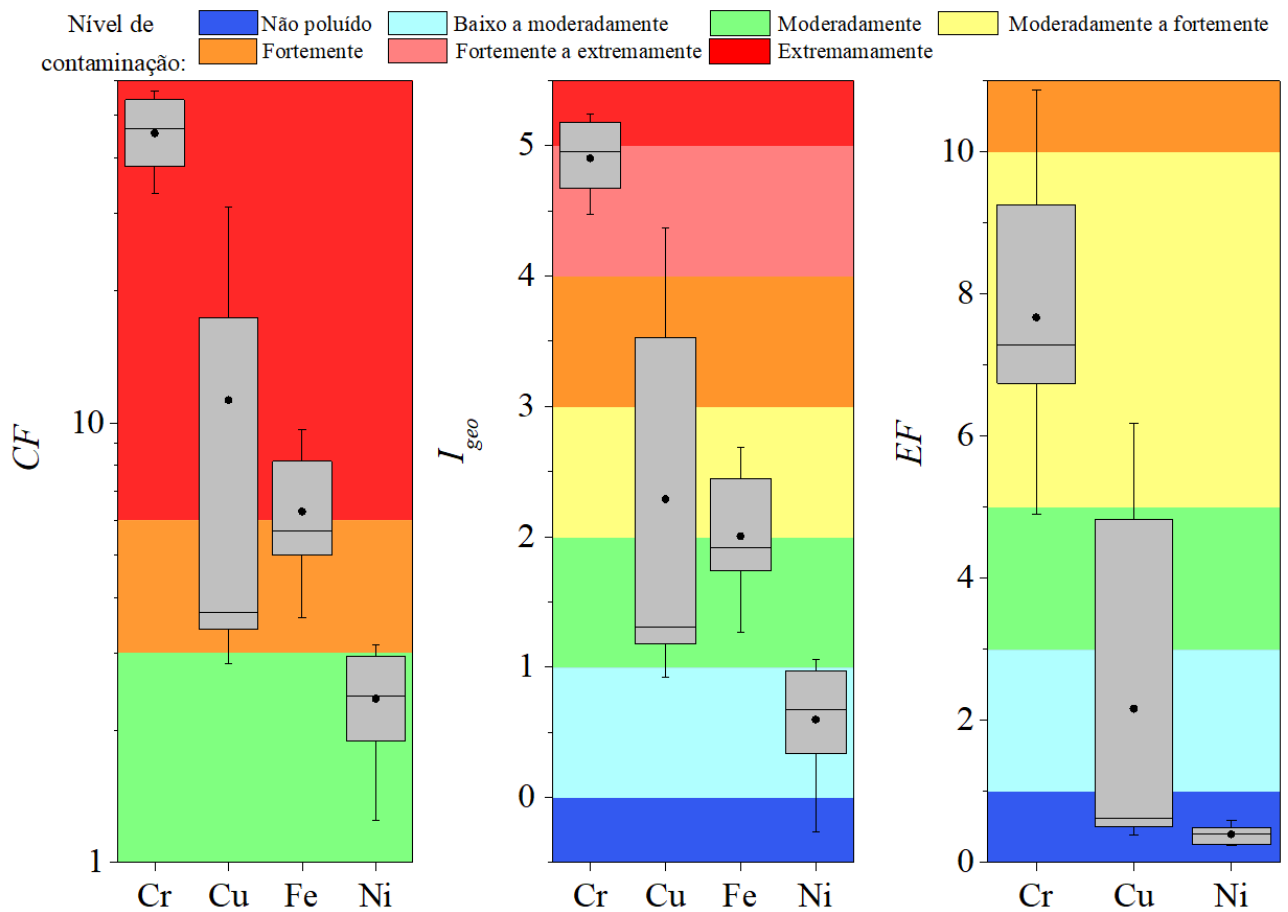 Nível de
contaminação:
Não poluído
Baixo a moderadamente
Moderadamente
Moderadamente a fortemente
Fortemente
Fortemente a extremamente
Extremamamente
CF
10
1
Cr Cu Fe Ni
I geo
5
4
3
2
1
0
Cr Cu Fe Ni
EF
10
8
6
4
2
0
Cr Cu Ni